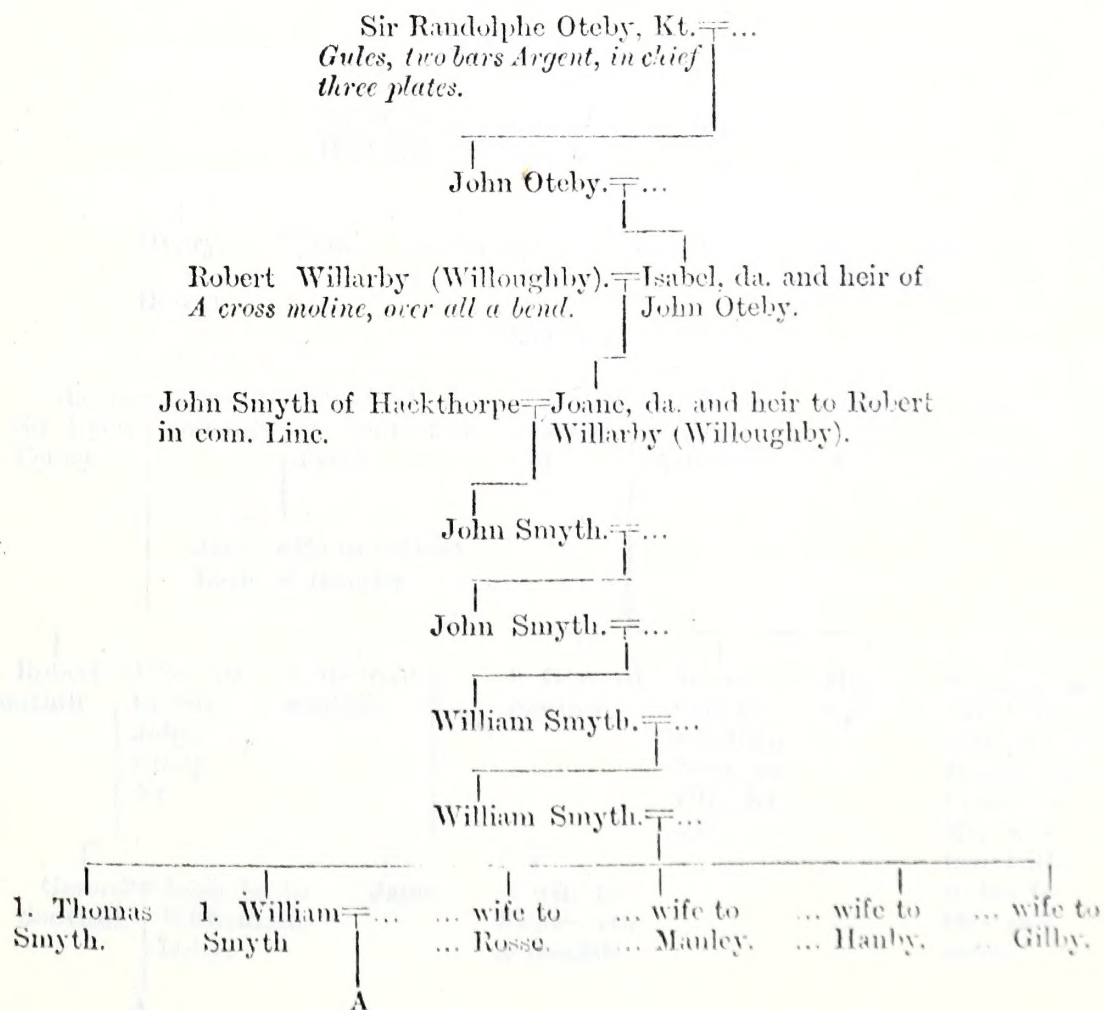 Sir Randolphe Oteby, Kt. ...
Gules, two bars Argent, in chief
three plates.
John Oteby. ...
Robert Willarby (Willoughby). Isabel, da. and heir of
A cross moline, over all a bend. John Oteby.
John Smyth of Hackthorpe Joane, da. and heir to Robert
in com. Linc. Willarby (Willoughby).
John Smyth. ...
John Smyth. ...
William Smyth. ...
William Smyth. ...
1. Thomas 1. William ... ... wife to ... wife to ... wife to ... wife to
Smyth. Smyth ... Rosse. ... Manley. ... Hanby. ... Gilby.
A